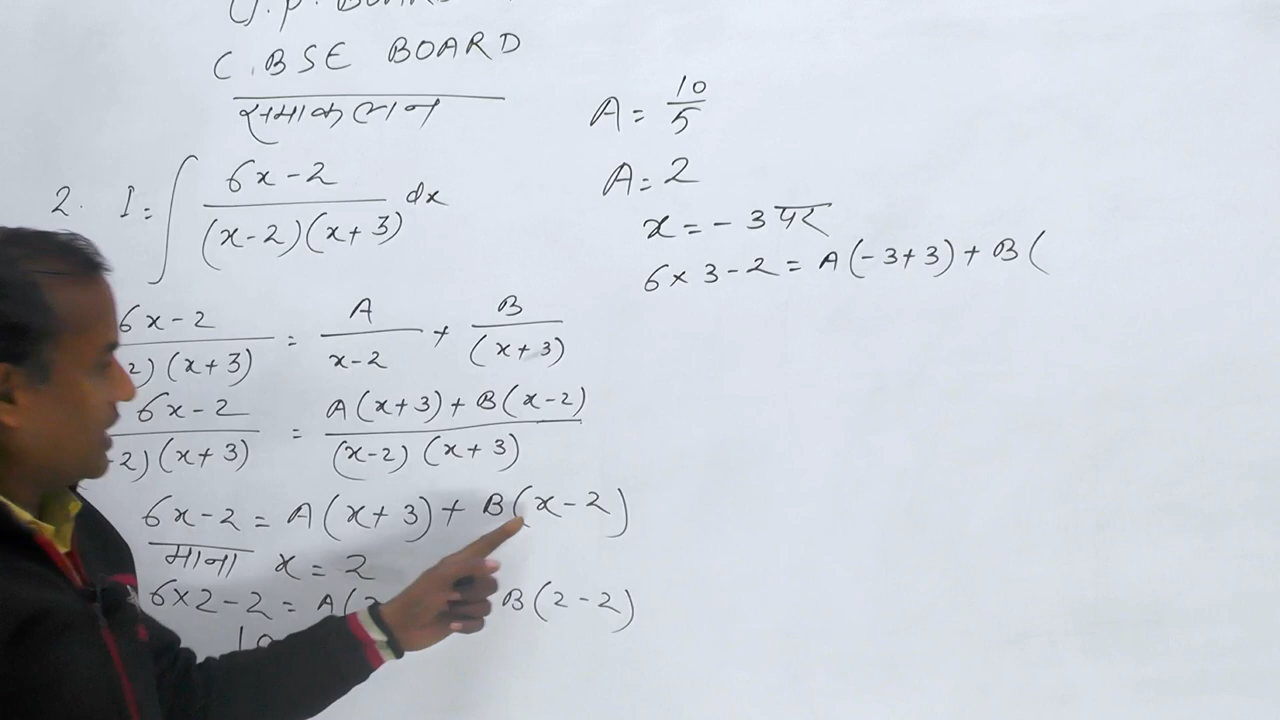 U.P. BOARD
C.BSE BOARD
समाकलन
2. I = ∫ 6x-2 / (x-2)(x+3) dx
6x-2 / 2)(x+3) = A / x-2 + B / (x+3)
6x-2 / -2)(x+3) = A(x+3) + B(x-2) / (x-2) (x+3)
6x-2 = A(x+3) + B(x-2)
माना x = 2
6×2-2 = A( B(2-2)
10
A = 10 / 5
A = 2
x = -3 पर
6×3-2 = A(-3+3) + B(